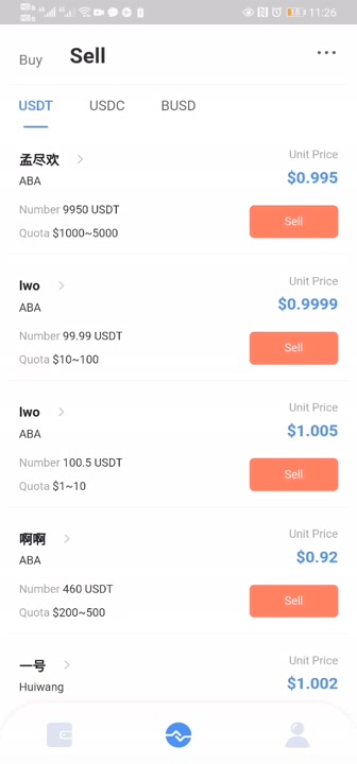 11:26
Buy Sell
USDT USDC BUSD
孟尽欢 Unit Price
ABA $0.995
Number 9950 USDT
Quota $1000~5000 Sell
lwo Unit Price
ABA $0.9999
Number 99.99 USDT
Quota $10~100 Sell
lwo Unit Price
ABA $1.005
Number 100.5 USDT
Quota $1~10 Sell
啊啊 Unit Price
ABA $0.92
Number 460 USDT
Quota $200~500 Sell
一号 Unit Price
Huiwang $1.002